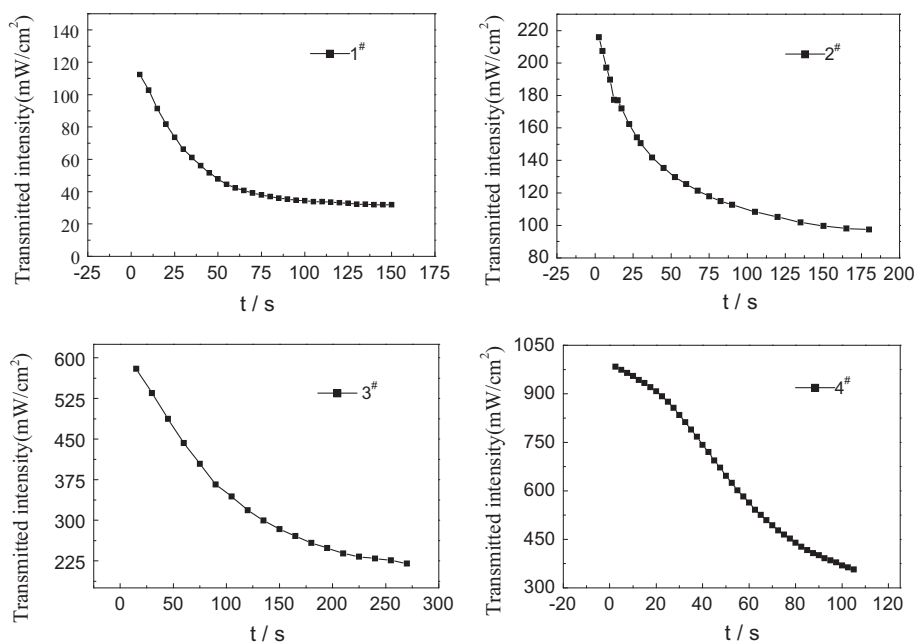 140
120
100
80
60
40
20
0
-25 0 25 50 75 100 125 150 175
Transmitted intensity(mW/cm²)
t / s
1#
220
200
180
160
140
120
100
80
-25 0 25 50 75 100 125 150 175 200
Transmitted intensity(mW/cm²)
t / s
2#
600
525
450
375
300
225
0 50 100 150 200 250 300
Transmitted intensity(mW/cm²)
t / s
3#
1050
900
750
600
450
300
-20 0 20 40 60 80 100 120
Transmitted intensity(mW/cm²)
t / s
4#